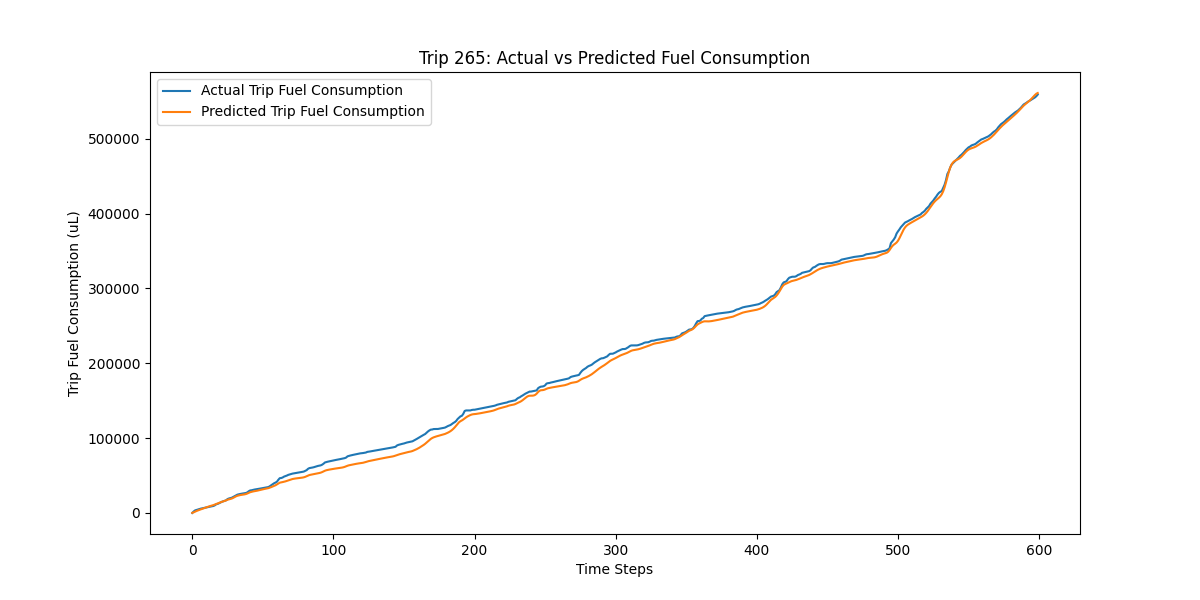 Trip 265: Actual vs Predicted Fuel Consumption
Actual Trip Fuel Consumption
Predicted Trip Fuel Consumption
Trip Fuel Consumption (uL)
500000
400000
300000
200000
100000
0
0 100 200 300 400 500 600
Time Steps